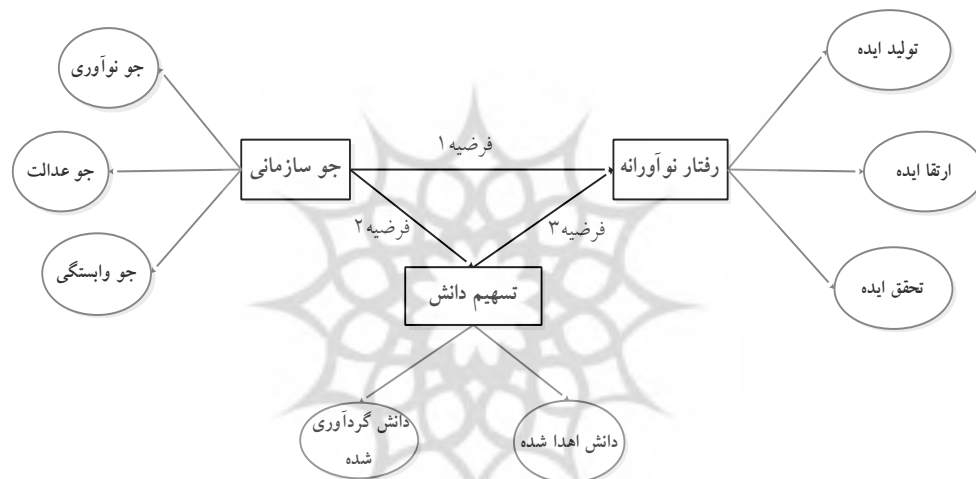 تولید ایده
جو نوآوری
فرضیه۱
جو سازمانی
رفتار نوآورانه
جو عدالت
ارتقا ایده
فرضیه۲
فرضیه۳
جو وابستگی
تسهیم دانش
تحقق ایده
دانش گردآوری
شده
دانش اهدا شده